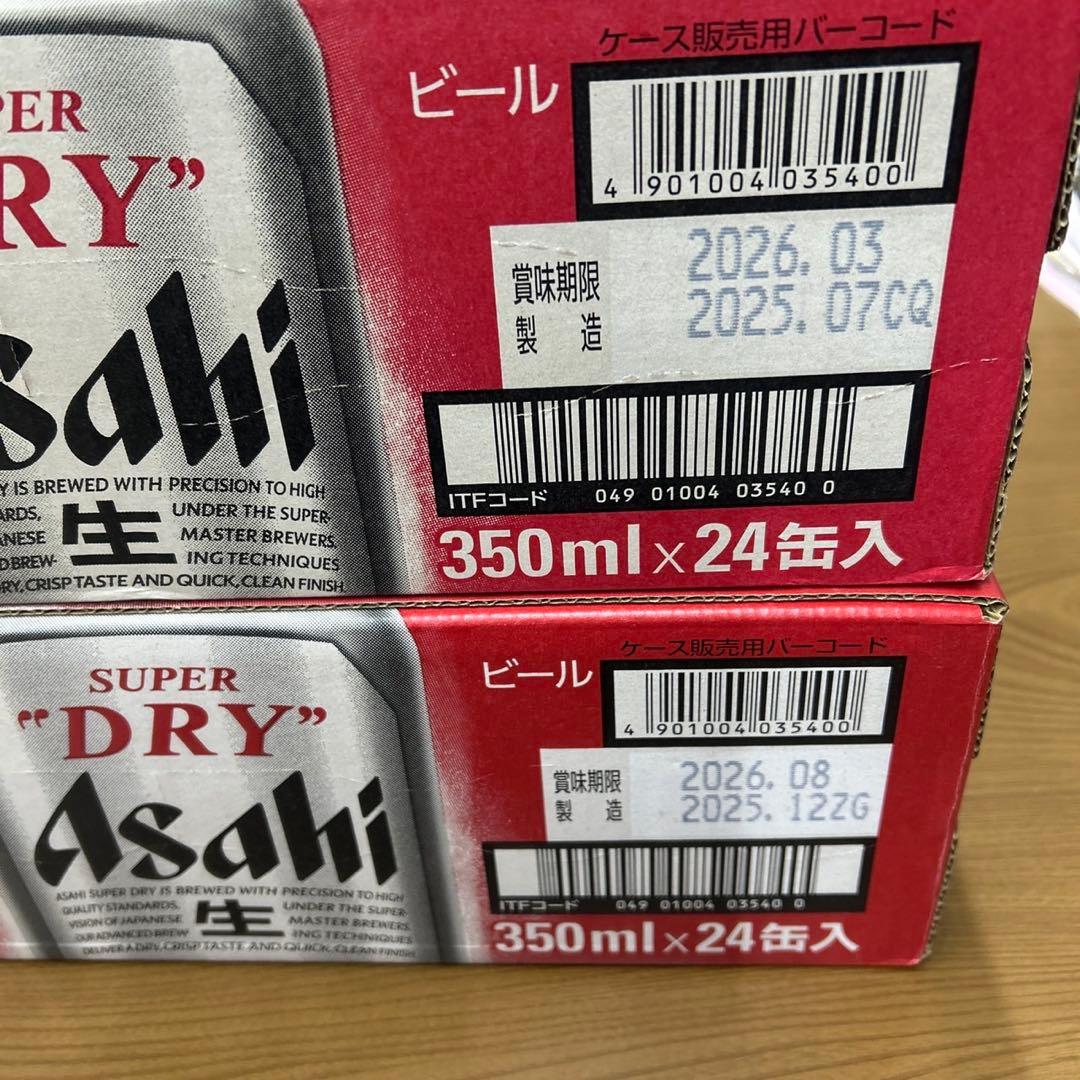 PER
RY”
Asahi
Y IS BREWED WITH PRECISION TO HIGH
ARDS, UNDER THE SUPER-
ANESE MASTER BREWERS.
D BREW- ING TECHNIQUES
生
RY, CRISP TASTE AND QUICK, CLEAN FINISH.
ビール
ケース販売用バーコード
4 901004 035400
賞味期限 2026. 03
製造 2025. 07CQ
ITFコード 049 01004 03540 0
350ml×24缶入
SUPER
“DRY”
Asahi
ASAHI SUPER DRY IS BREWED WITH PRECISION TO HIGH
QUALITY STANDARDS, UNDER THE SUPER-
VISION OF JAPANESE MASTER BREWERS.
OUR ADVANCED BREW- ING TECHNIQUES
生
DELIVER A DRY, CRISP TASTE AND QUICK, CLEAN FINISH.
ビール
ケース販売用バーコード
4 901004 035400
賞味期限 2026. 08
製造 2025. 12ZG
ITFコード 049 01004 03540 0
350ml×24缶入